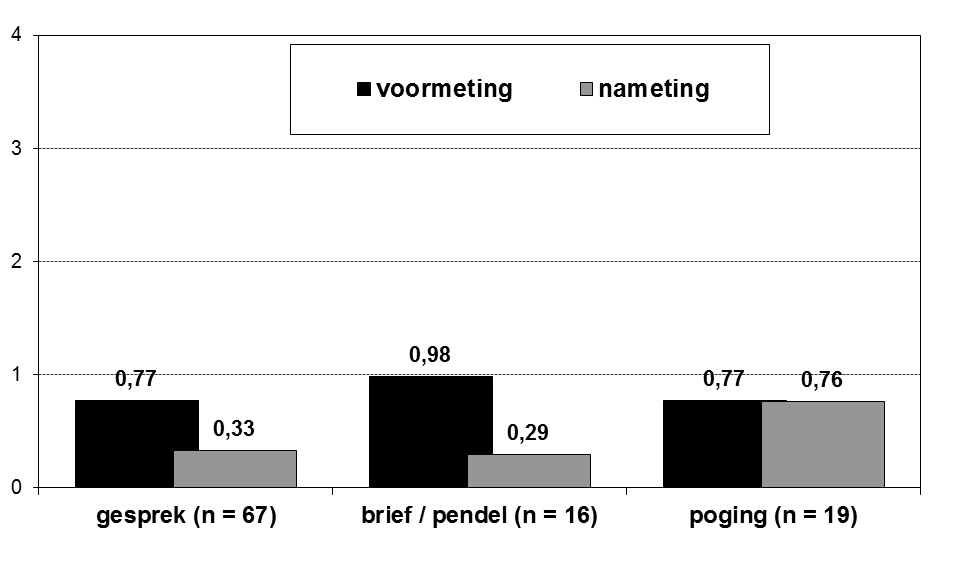 4
voormeting nameting
3
2
0,98
1
0,77 0,77 0,76
0,33 0,29
0
gesprek (n = 67) brief / pendel (n = 16) poging (n = 19)